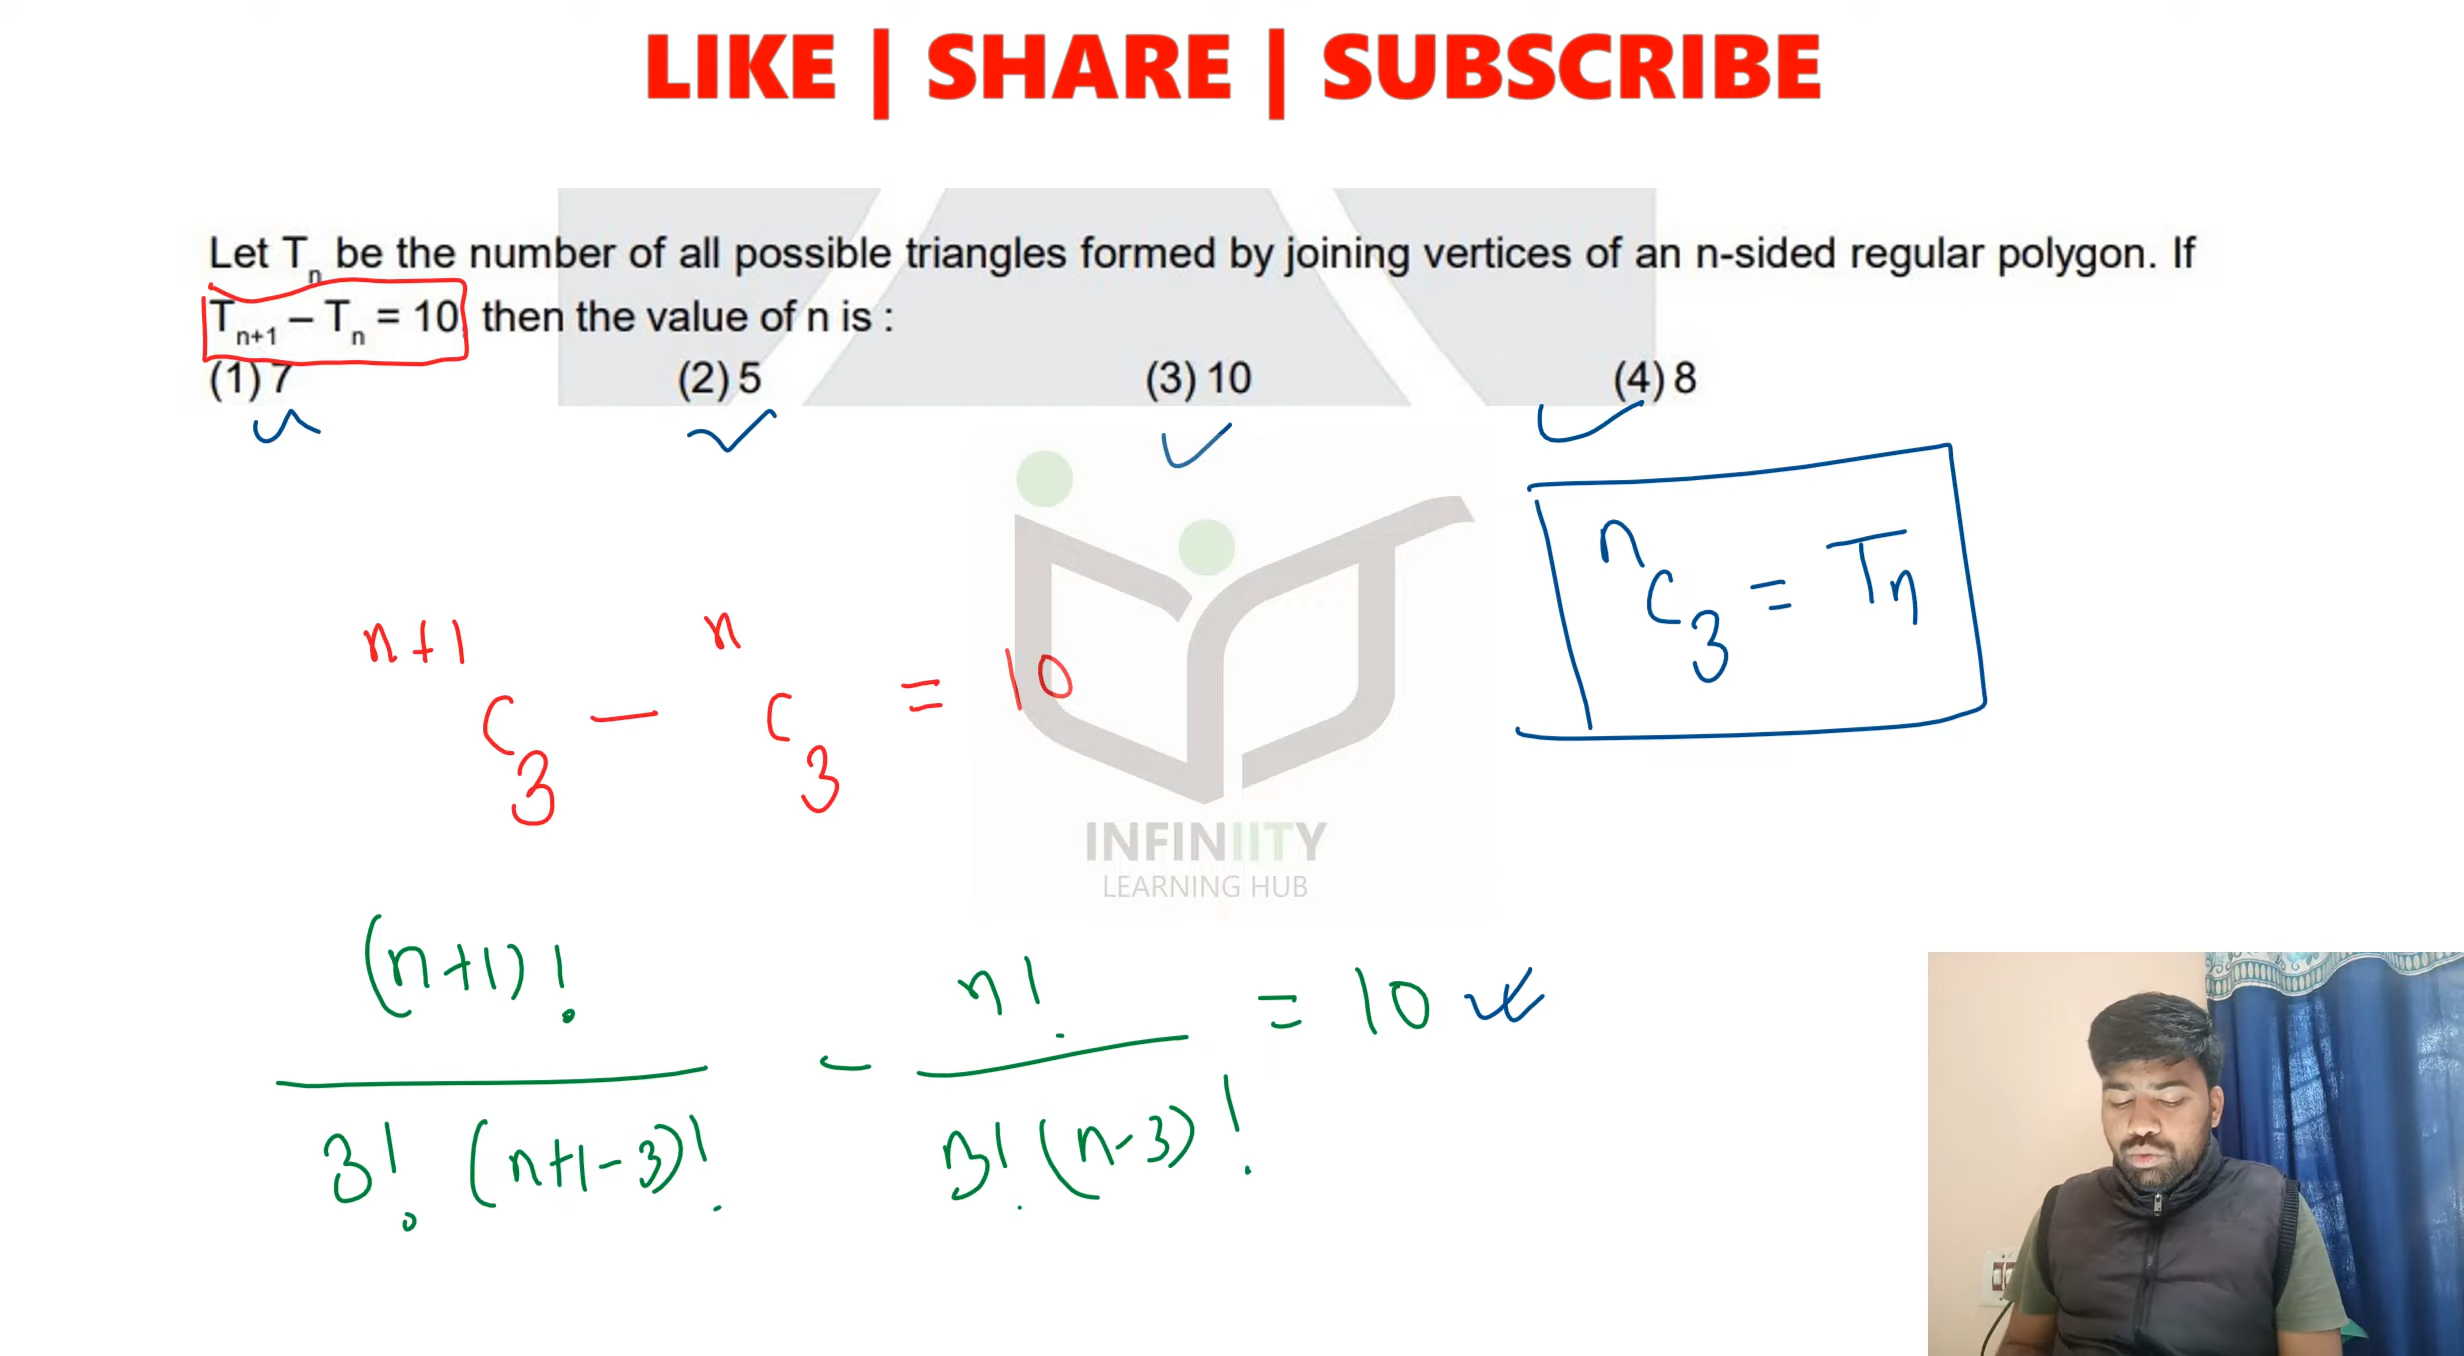 LIKE | SHARE | SUBSCRIBE
Let Tₙ be the number of all possible triangles formed by joining vertices of an n-sided regular polygon. If
Tₙ₊₁ – Tₙ = 10, then the value of n is :
(1) 7 (2) 5 (3) 10 (4) 8
ⁿC₃ = Tₙ
ⁿ⁺¹C₃ – ⁿC₃ = 10
INFINIITY
LEARNING HUB
(n+1)! / 3! (n+1-3)! - n! / 3! (n-3)! = 10